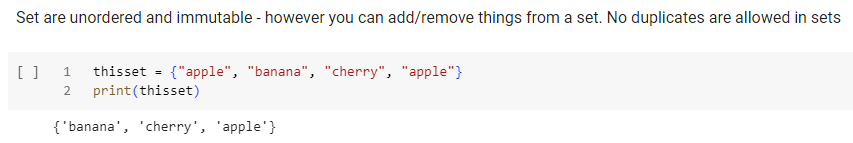 Set are unordered and immutable - however you can add/remove things from a set. No duplicates are allowed in sets
[ ] 1 thisset = {"apple", "banana", "cherry", "apple"}
2 print(thisset)
{'banana', 'cherry', 'apple'}